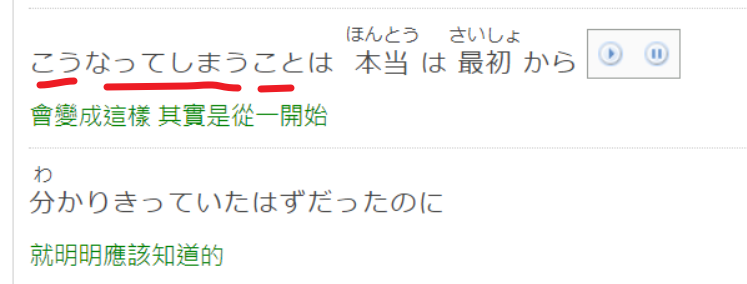 ほんとう さいしょ
こうなってしまうことは 本当 は 最初 から
會變成這樣 其實是從一開始
わ
分かりきっていたはずだったのに
就明明應該知道的